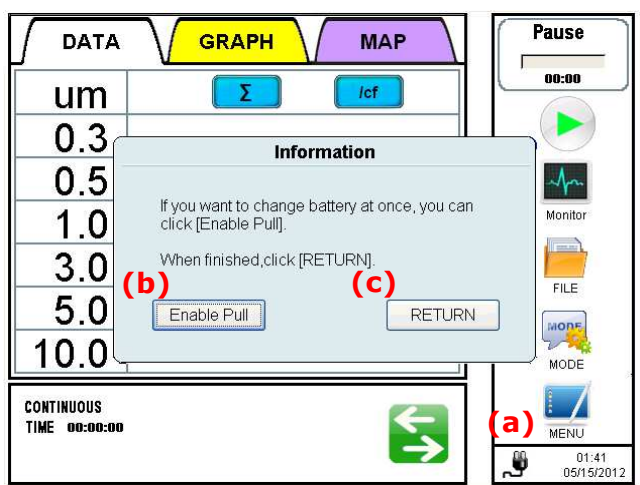 DATA
GRAPH
MAP
Pause
00:00
um
Σ
/cf
0.3
0.5
1.0
3.0
5.0
10.0
Information
If you want to change battery at once, you can
click [Enable Pull].
When finished,click [RETURN].
(b)
(c)
Enable Pull
RETURN
Monitor
FILE
MODE
MODE
(a)
MENU
CONTINUOUS
TIME 00:00:00
01:41
05/15/2012